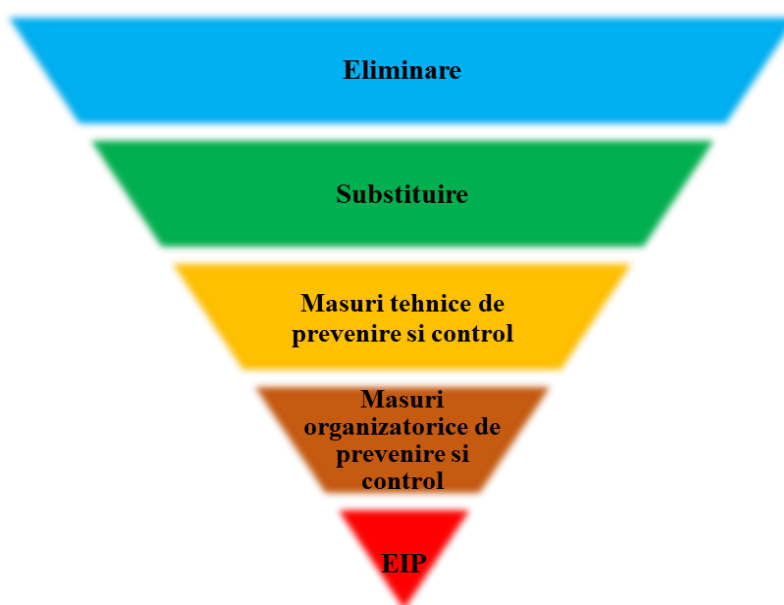 Eliminare
Substituire
Masuri tehnice de
prevenire si control
Masuri
organizatorice de
prevenire si
control
EIP